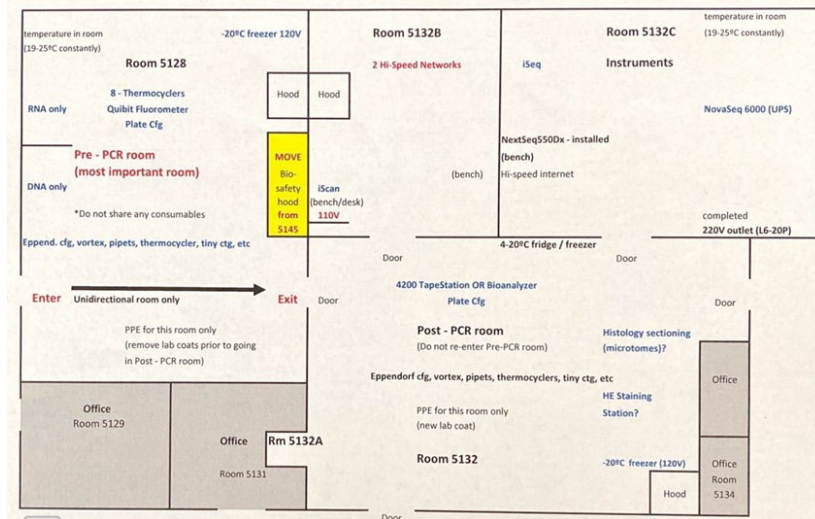 temperature in room
(19-25ºC constantly)
-20ºC freezer 120V
Room 5128
8 - Thermocyclers
Quibit Fluorometer
Plate Cfg
RNA only
Hood
Hood
Pre - PCR room
(most important room)
DNA only
*Do not share any consumables
Eppend. cfg, vortex, pipets, thermocycler, tiny ctg, etc
MOVE
Bio-
safety
hood
from
5145
Room 5132B
2 Hi-Speed Networks
(bench)
iScan
(bench/desk)
110V
Room 5132C
Instruments
temperature in room
(19-25ºC constantly)
iSeq
NovaSeq 6000 (UPS)
NextSeq550Dx - installed
(bench)
Hi-speed internet
completed
220V outlet (L6-20P)
4-20ºC fridge / freezer
Door
Door
Enter
Unidirectional room only
Exit
Door
PPE for this room only
(remove lab coats prior to going
in Post - PCR room)
4200 TapeStation OR Bioanalyzer
Plate Cfg
Door
Post - PCR room
(Do not re-enter Pre-PCR room)
Histology sectioning
(microtomes)?
Eppendorf cfg, vortex, pipets, thermocyclers, tiny ctg, etc
Office
HE Staining
Station?
PPE for this room only
(new lab coat)
Office
Room 5129
Office
Room 5131
Rm 5132A
Room 5132
-20ºC freezer (120V)
Hood
Office
Room
5134
Door